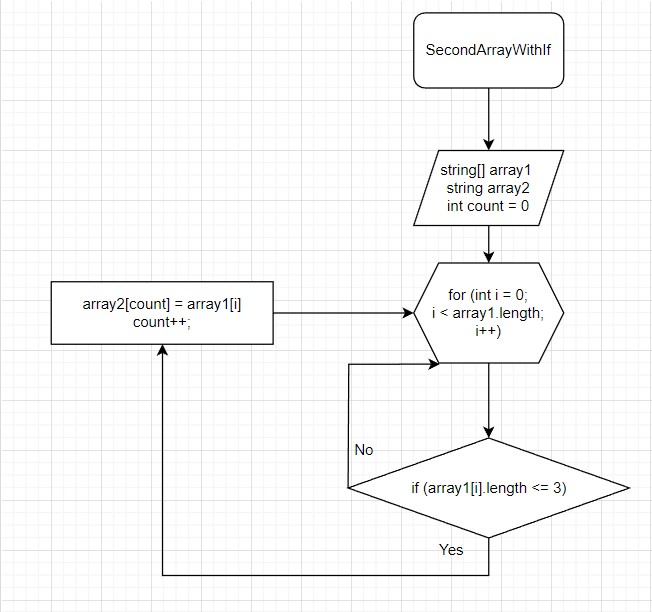 SecondArrayWithIf
string[] array1
string array2
int count = 0
for (int i = 0;
i < array1.length;
i++)
array2[count] = array1[i]
count++;
No
if (array1[i].length <= 3)
Yes